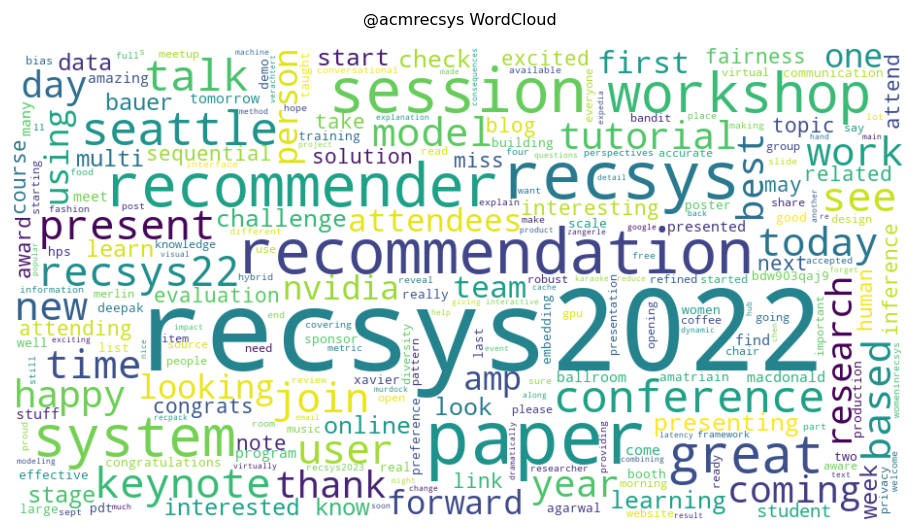 @acmrecsys WordCloud
bias meetup full s machine demo taught conversational made available consequences everyone virtual communication
data start check excited first fairness one
many amazing talk person session workshop attend
day bauer tomorrow verachtert hope take blog explanation building expedia bandit place making lot
method training model tutorial topic say hand main
course using seattle project read four questions perspectives accurate group slide work
ll multi sequential solution miss recsys best related
starting food interface detail may share see
meet recommender explain want poster back good another re design
fashion post challenge attendees interesting scale presented
award present different make product google zangerle today inference
hps learn knowledge use recommendation free next accepted human
popular visual hybrid robust refined started bdw903qaj9 forget
information recsys22 evaluation nvidia team cache karaoke reduce
merlin reveal really giving interactive women hub
new deepak end help embedding gpu presentation coffee going chen important
attending impact covering recsys2022 opening dynamic research
well exciting item sponsor last event find chair
time list source need metric diversity pattern amp
still nice people xavier sure ballroom amatriain macdonald production
happy looking review murdock open along conference based womeninrecsys
stuff recpack congrats join look please
proud email music online preference presenting part
system room note user paper come latency framework two
modeling congratulations program real dramatically researcher providing combining great aware
effective virtually recsys2023 link booth ready text privacy welcome
stage keynote might thank year morning coming week
large pdt much interested know change forward agarwal learning website student
sept soon result